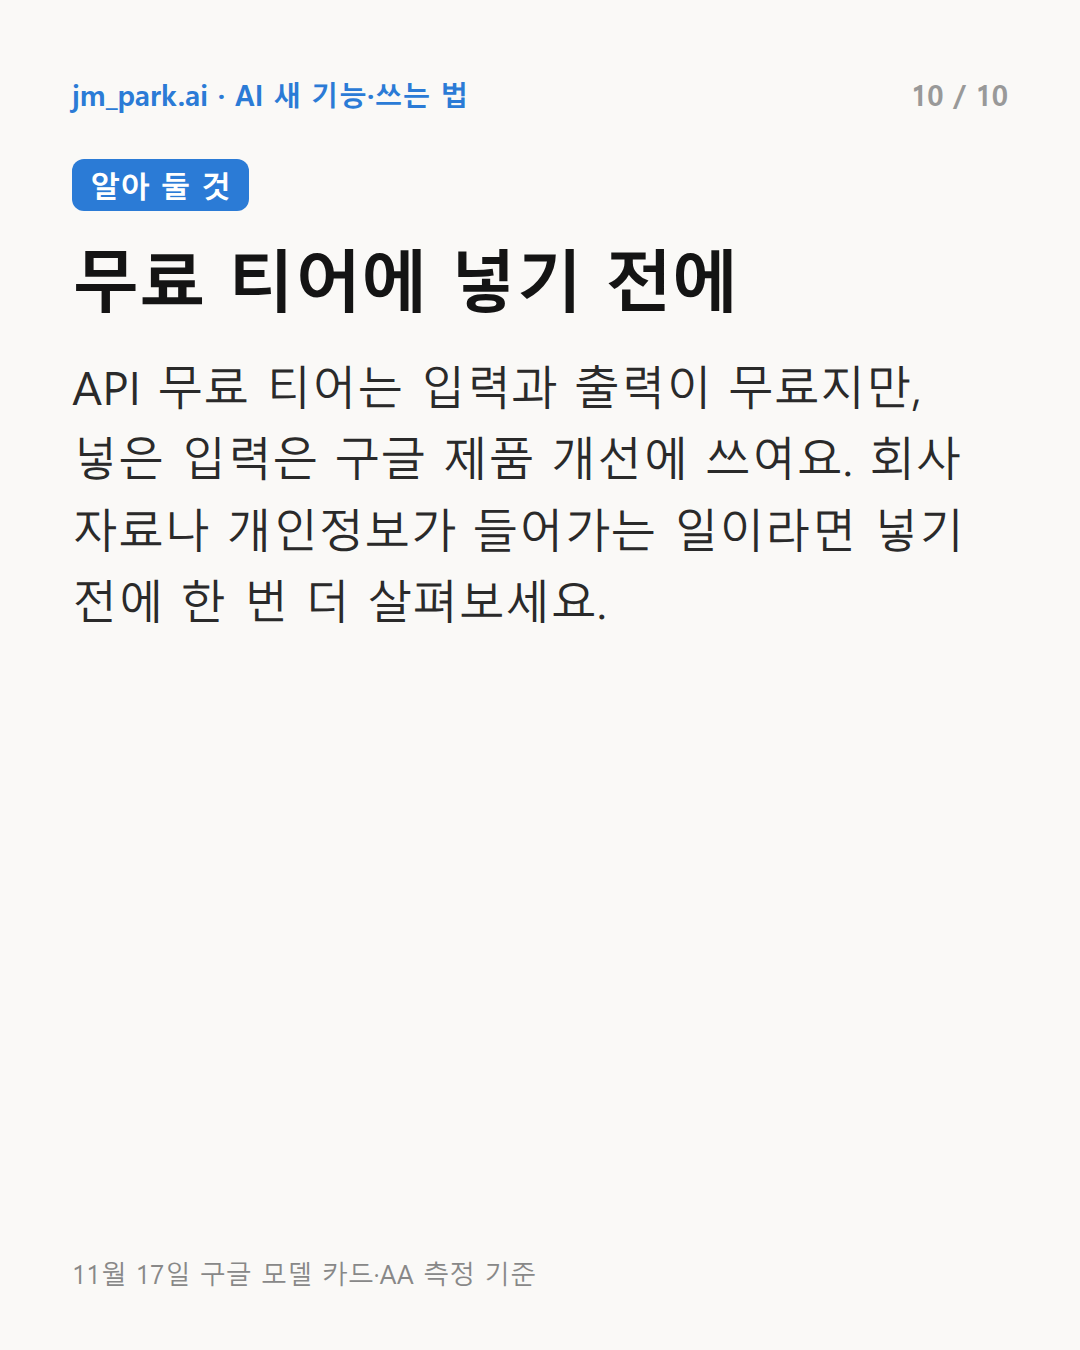 jm_park.ai · AI 새 기능·쓰는 법
10 / 10
알아 둘 것
무료 티어에 넣기 전에
API 무료 티어는 입력과 출력이 무료지만,
넣은 입력은 구글 제품 개선에 쓰여요. 회사
자료나 개인정보가 들어가는 일이라면 넣기
전에 한 번 더 살펴보세요.
11월 17일 구글 모델 카드·AA 측정 기준